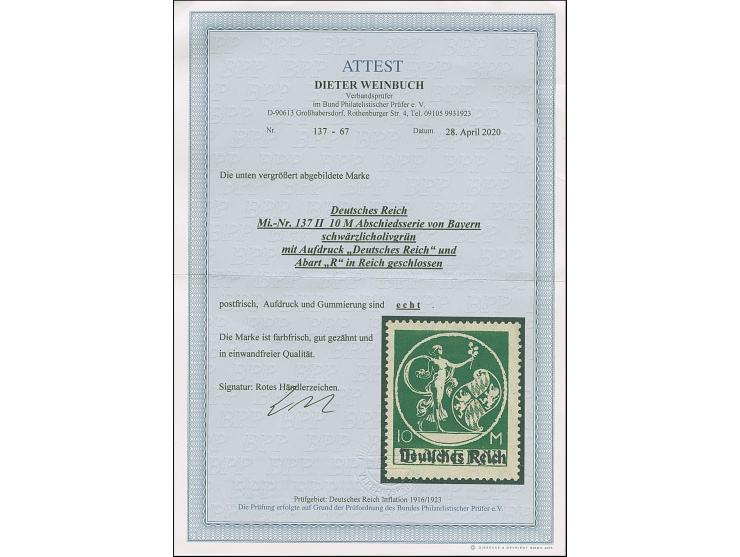 ATTEST
DIETER WEINBUCH
Verbandsprüfer
im Bund Philatelistischer Prüfer e. V.
D-90613 Großhabersdorf, Rothenburger Str. 4, Tel. 09105 9931923
Nr. 137 - 67 Datum 28. April 2020
Die unten vergrößert abgebildete Marke
Deutsches Reich
Mi.-Nr. 137 II 10 M Abschiedsserie von Bayern
schwärzlicholivgrün
mit Aufdruck „Deutsches Reich“ und
Abart „R“ in Reich geschlossen
postfrisch, Aufdruck und Gummierung sind echt .
Die Marke ist farbfrisch, gut gezähnt und
in einwandfreier Qualität.
Signatur: Rotes Händlerzeichen.
10 M
Deutsches Reich
Prüfgebiet: Deutsches Reich Inflation 1916/1923
Die Prüfung erfolgte auf Grund der Prüfordnung des Bundes Philatelistischer Prüfer e.V.